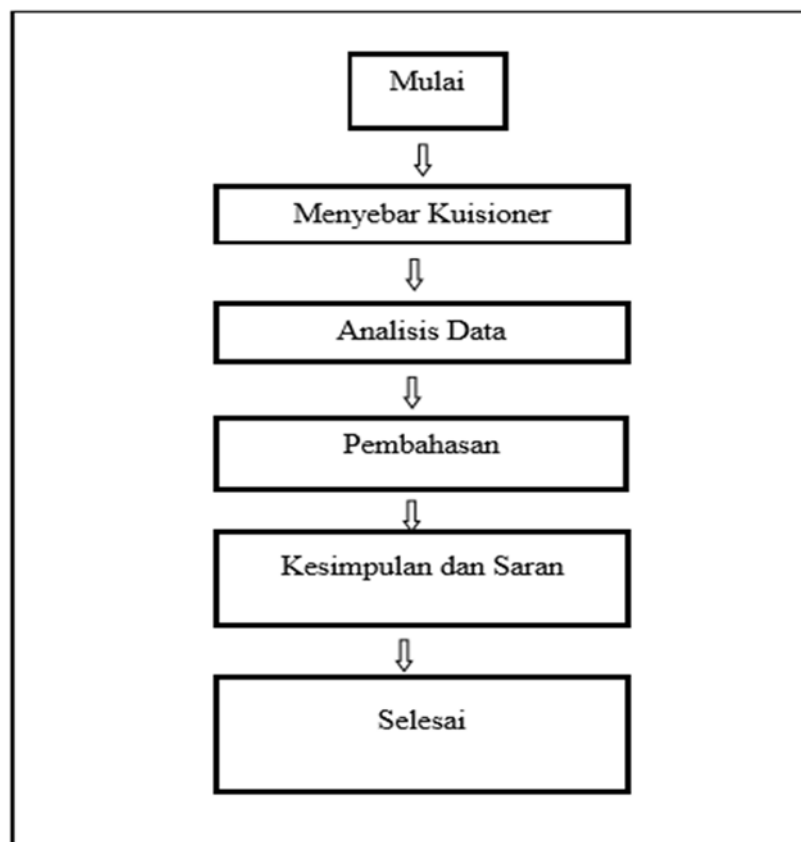 Mulai
Menyebar Kuisioner
Analisis Data
Pembahasan
Kesimpulan dan Saran
Selesai